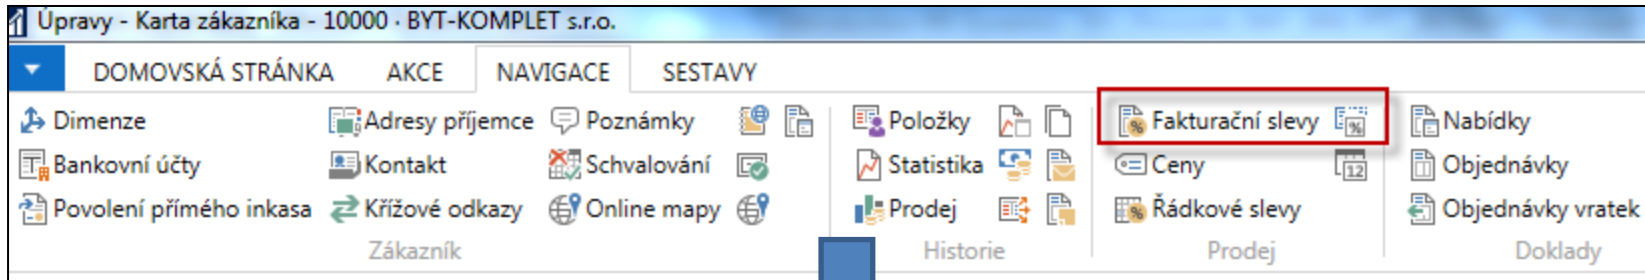 Úpravy - Karta zákazníka - 10000 · BYT-KOMPLET s.r.o.
DOMOVSKÁ STRÁNKA AKCE NAVIGACE SESTAVY
Dimenze Adresy příjemce Poznámky Položky Fakturační slevy Nabídky
Bankovní účty Kontakt Schvalování Statistika Ceny 12 Objednávky
Povolení přímého inkasa Křížové odkazy Online mapy Prodej Řádkové slevy Objednávky vratek
Zákazník Historie Prodej Doklady